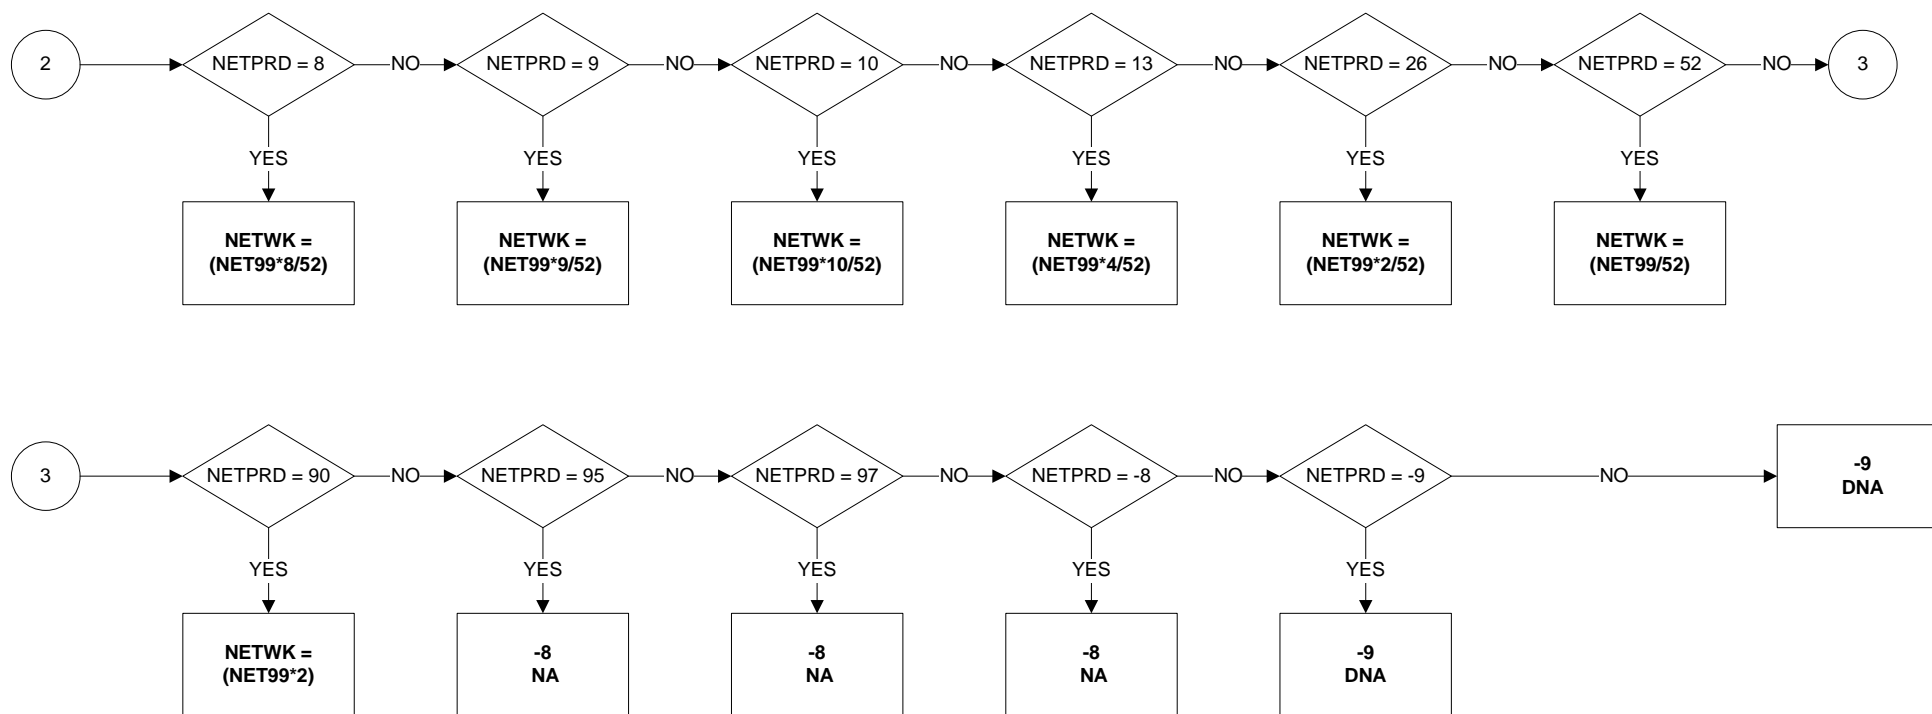 2
NETPRD = 8
NO
NETPRD = 9
NO
NETPRD = 10
NO
NETPRD = 13
NO
NETPRD = 26
NO
NETPRD = 52
NO
3
YES
YES
YES
YES
YES
YES
NETWK =
(NET99*8/52)
NETWK =
(NET99*9/52)
NETWK =
(NET99*10/52)
NETWK =
(NET99*4/52)
NETWK =
(NET99*2/52)
NETWK =
(NET99/52)
3
NETPRD = 90
NO
NETPRD = 95
NO
NETPRD = 97
NO
NETPRD = -8
NO
NETPRD = -9
NO
-9
DNA
YES
YES
YES
YES
YES
NETWK =
(NET99*2)
-8
NA
-8
NA
-8
NA
-9
DNA